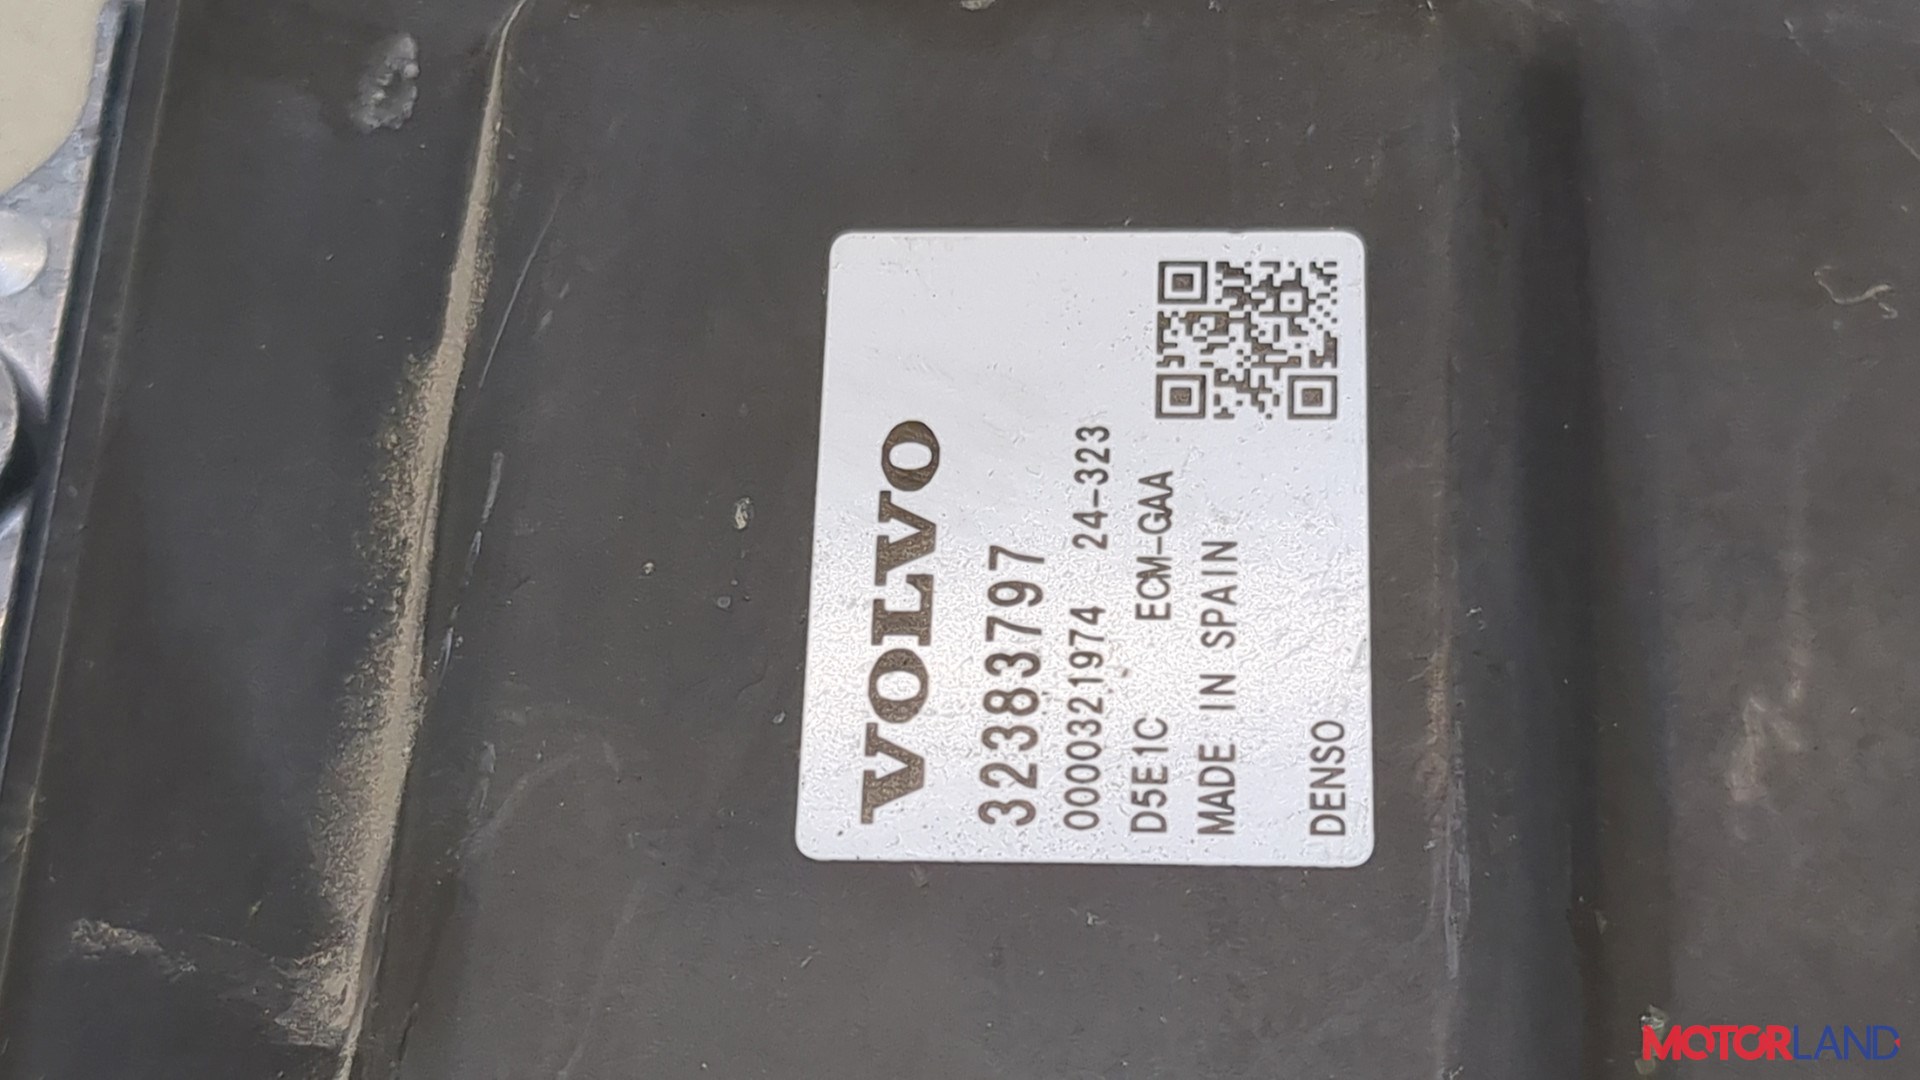 VOLVO
32383797
0000321974 24-323
D5E1C ECM-GAA
MADE IN SPAIN
DENSO
MOTORLAND